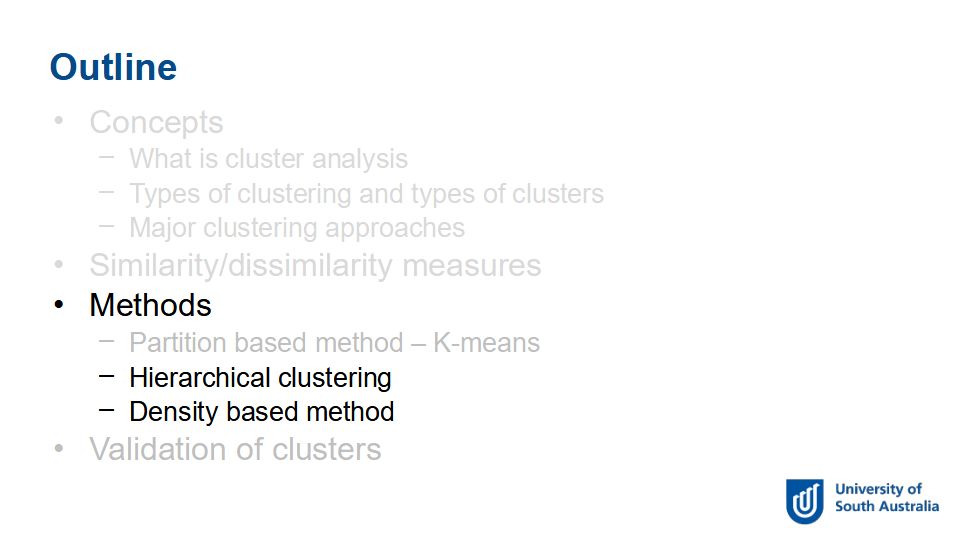 Outline
• Concepts
– What is cluster analysis
– Types of clustering and types of clusters
– Major clustering approaches
• Similarity/dissimilarity measures
• Methods
– Partition based method – K-means
– Hierarchical clustering
– Density based method
• Validation of clusters
University of
South Australia